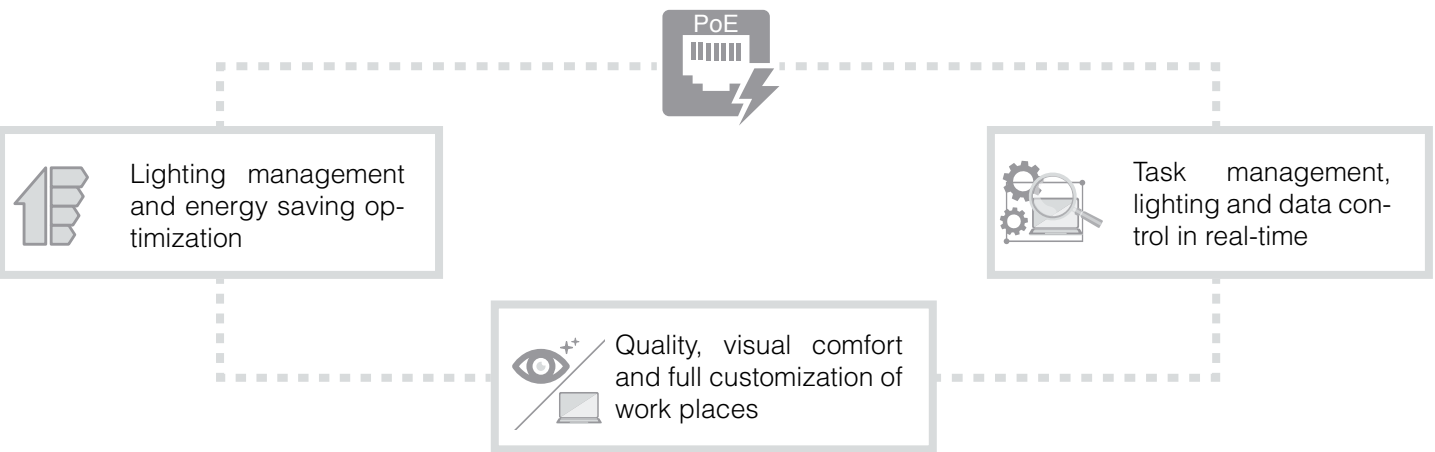 PoE
Lighting management
and energy saving op-
timization
Task management,
lighting and data con-
trol in real-time
Quality, visual comfort
and full customization of
work places